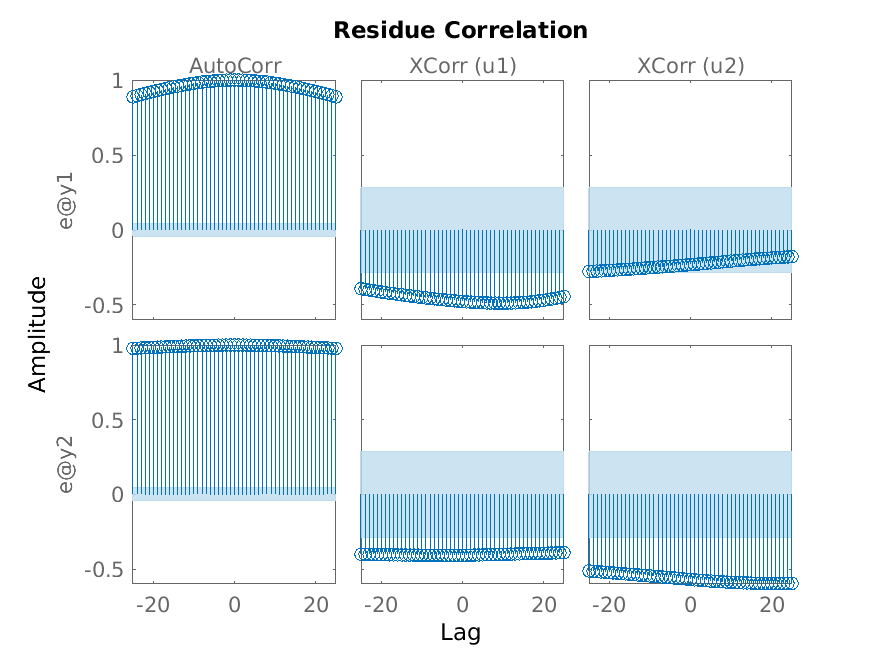 Residue Correlation
AutoCorr
XCorr (u1)
XCorr (u2)
e@y1
1
0.5
0
-0.5
Amplitude
e@y2
1
0.5
0
-0.5
-20 0 20
-20 0 20
-20 0 20
Lag